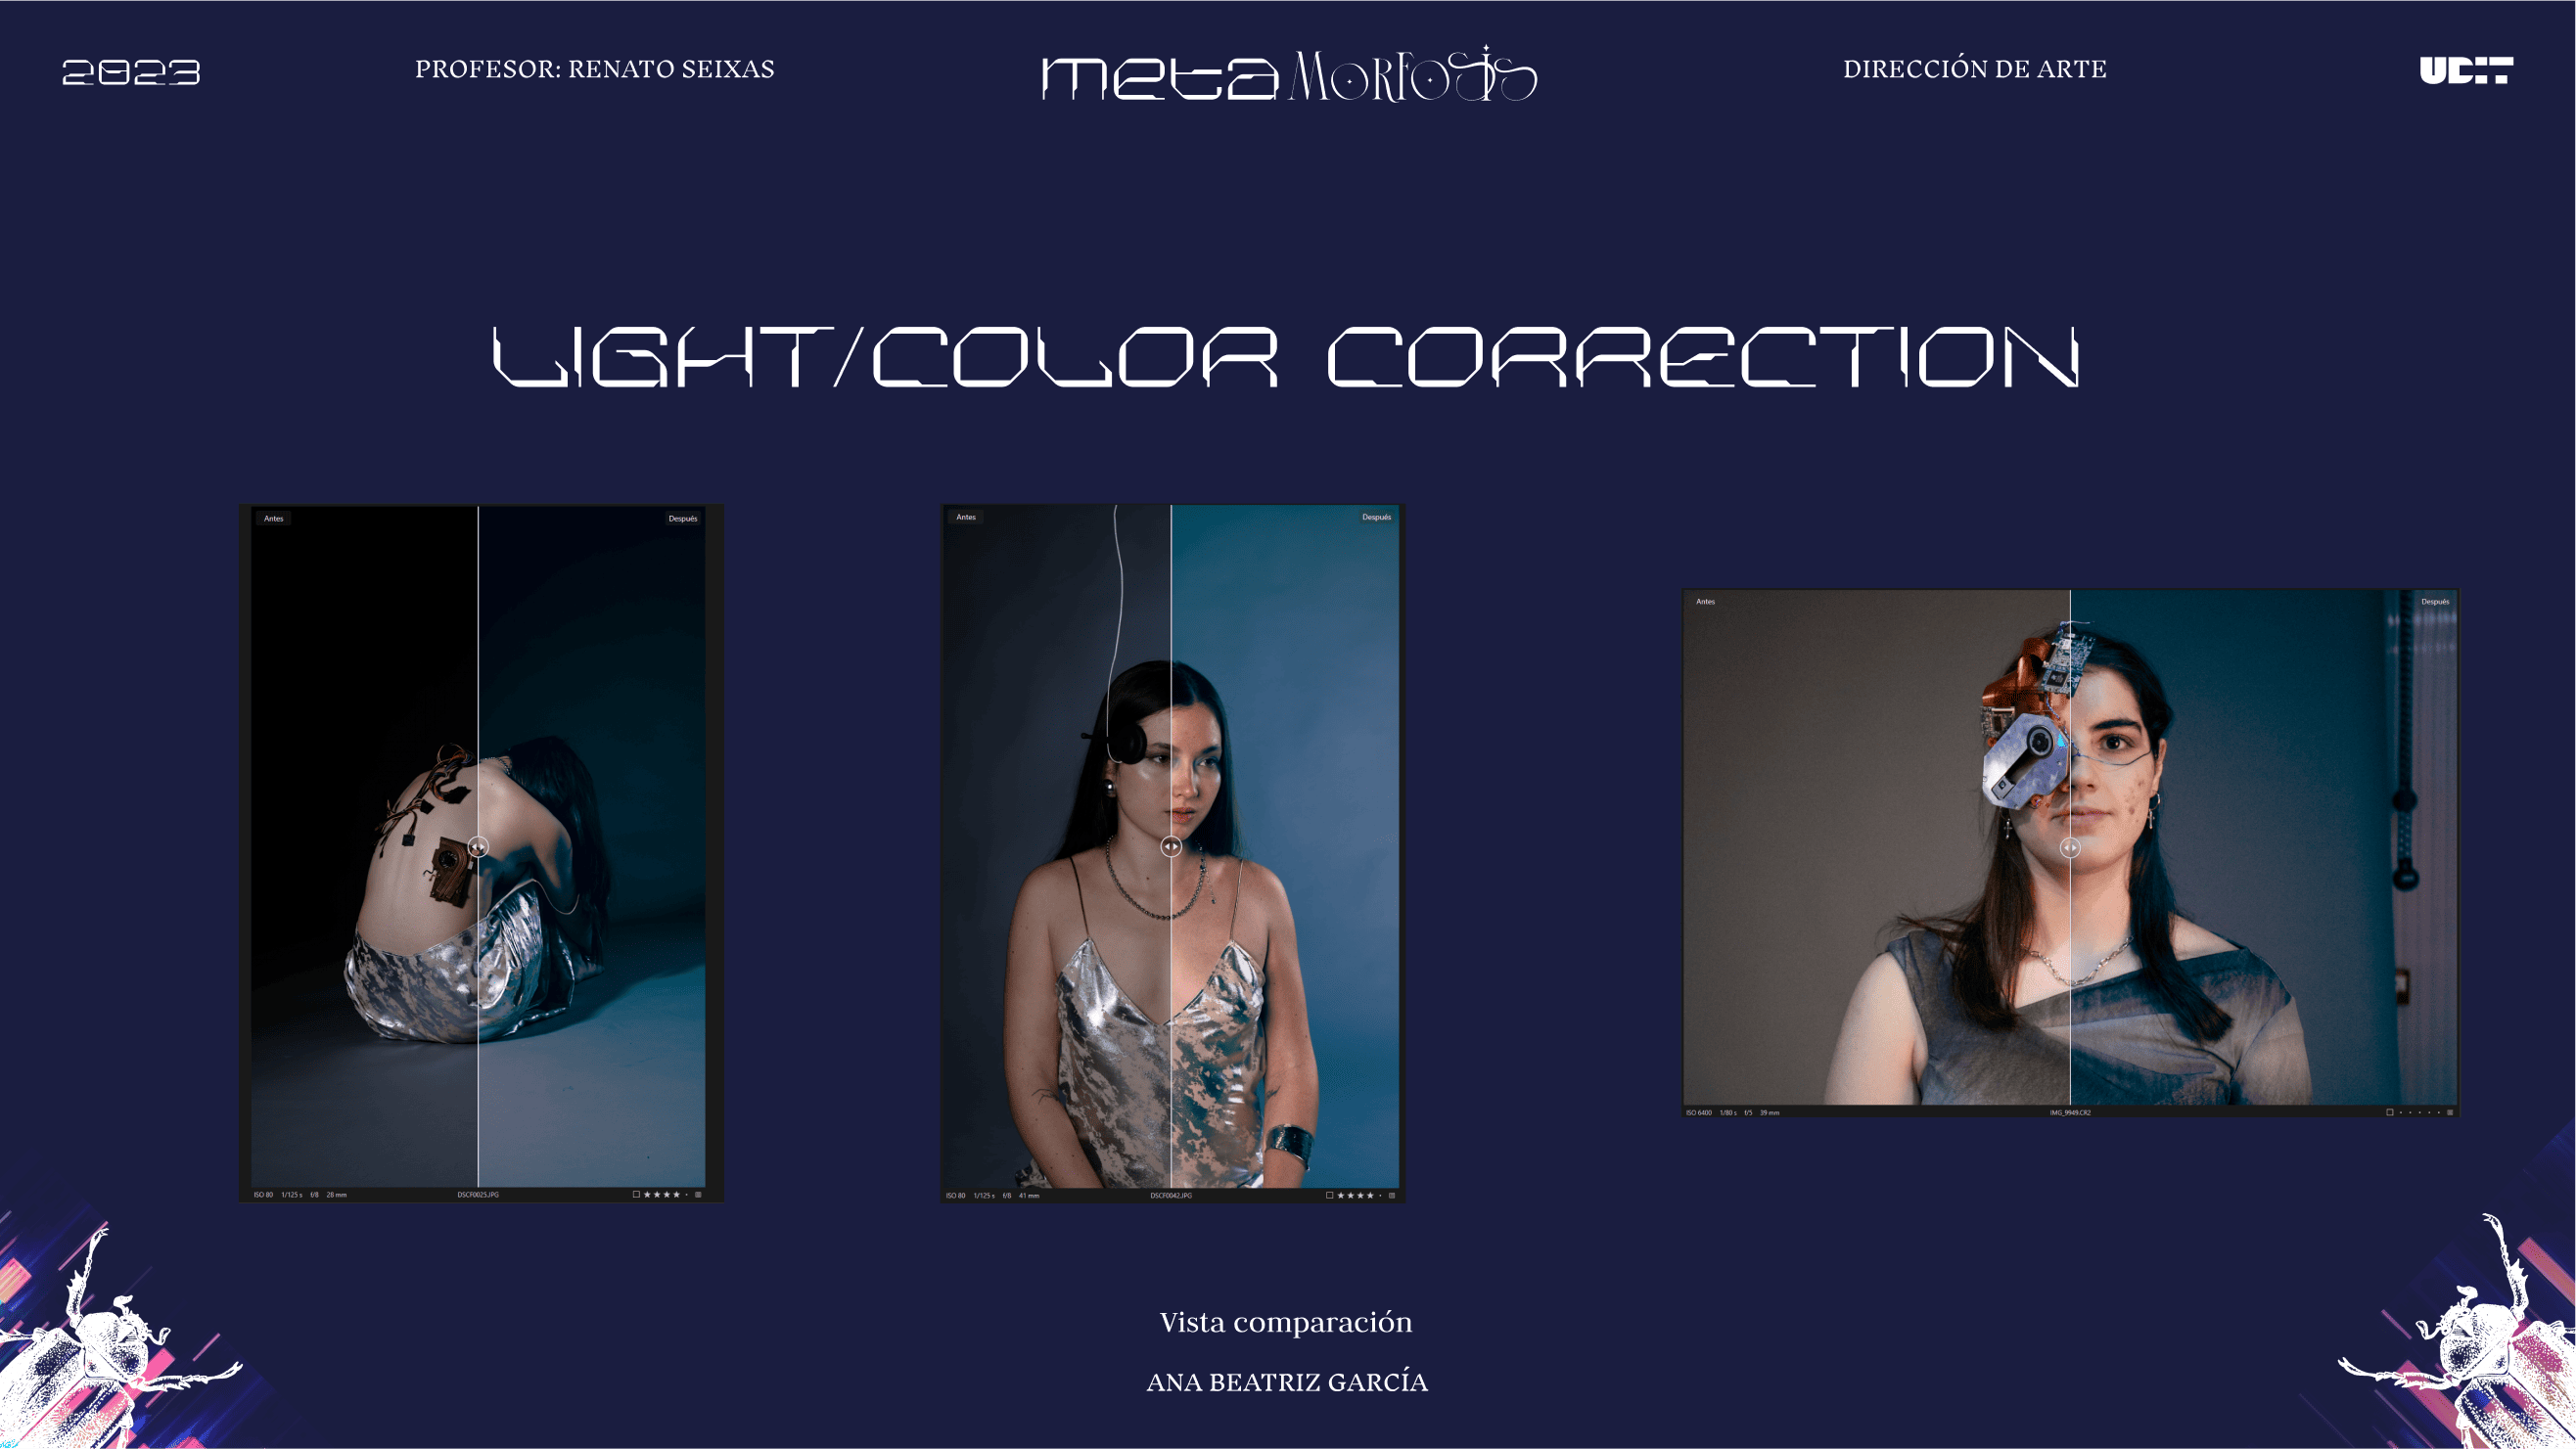 2023
PROFESOR: RENATO SEIXAS
meta MORFOSIS
DIRECCIÓN DE ARTE
UDIT
LIGHT/COLOR CORRECTION
Antes
Después
ISO 80 1/125 s f/8 28 mm
DSCF0025.JPG
Antes
Después
ISO 80 1/125 s f/8 41 mm
DSCF0042.JPG
Antes
Después
ISO 6400 1/80 s f/5 39 mm
IMG_9949.CR2
Vista comparación
ANA BEATRIZ GARCÍA